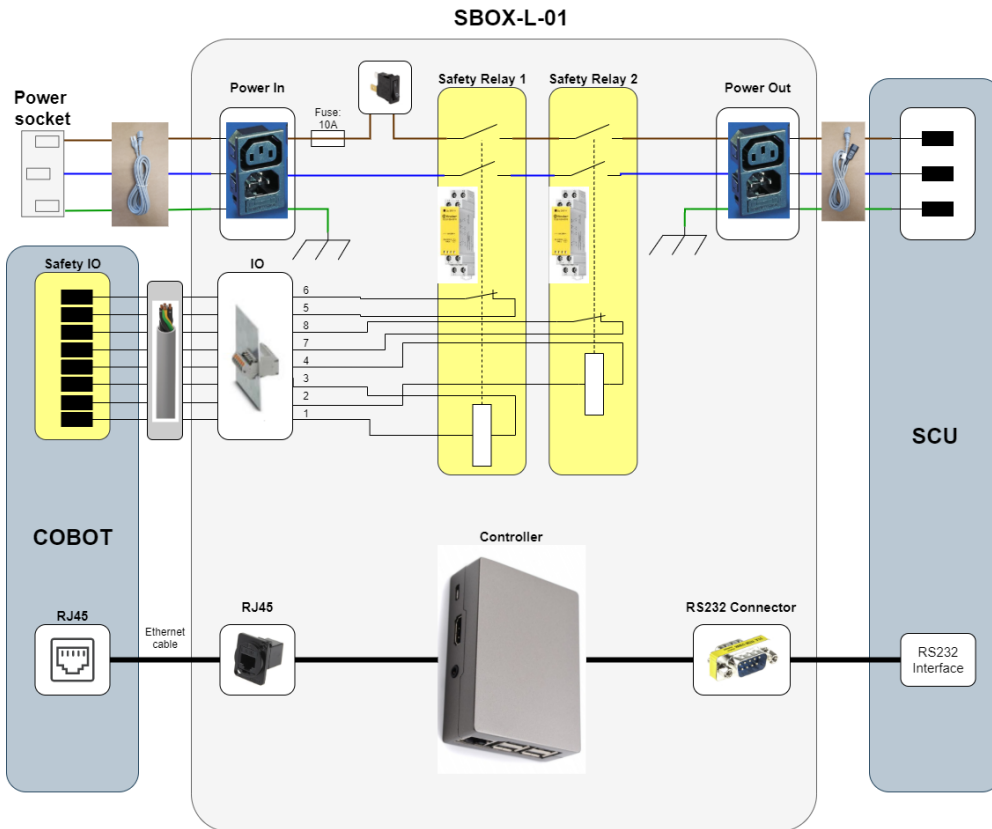 SBOX-L-01
Power
socket
Power In
Fuse:
10A
Safety Relay 1
Safety Relay 2
Power Out
Safety IO
IO
6
5
8
7
4
3
2
1
SCU
COBOT
Controller
RJ45
Ethernet
cable
RJ45
RS232 Connector
RS232
Interface